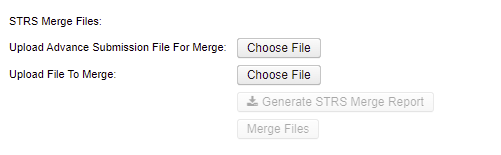 STRS Merge Files:
Upload Advance Submission File For Merge: Choose File
Upload File To Merge: Choose File
Generate STRS Merge Report
Merge Files